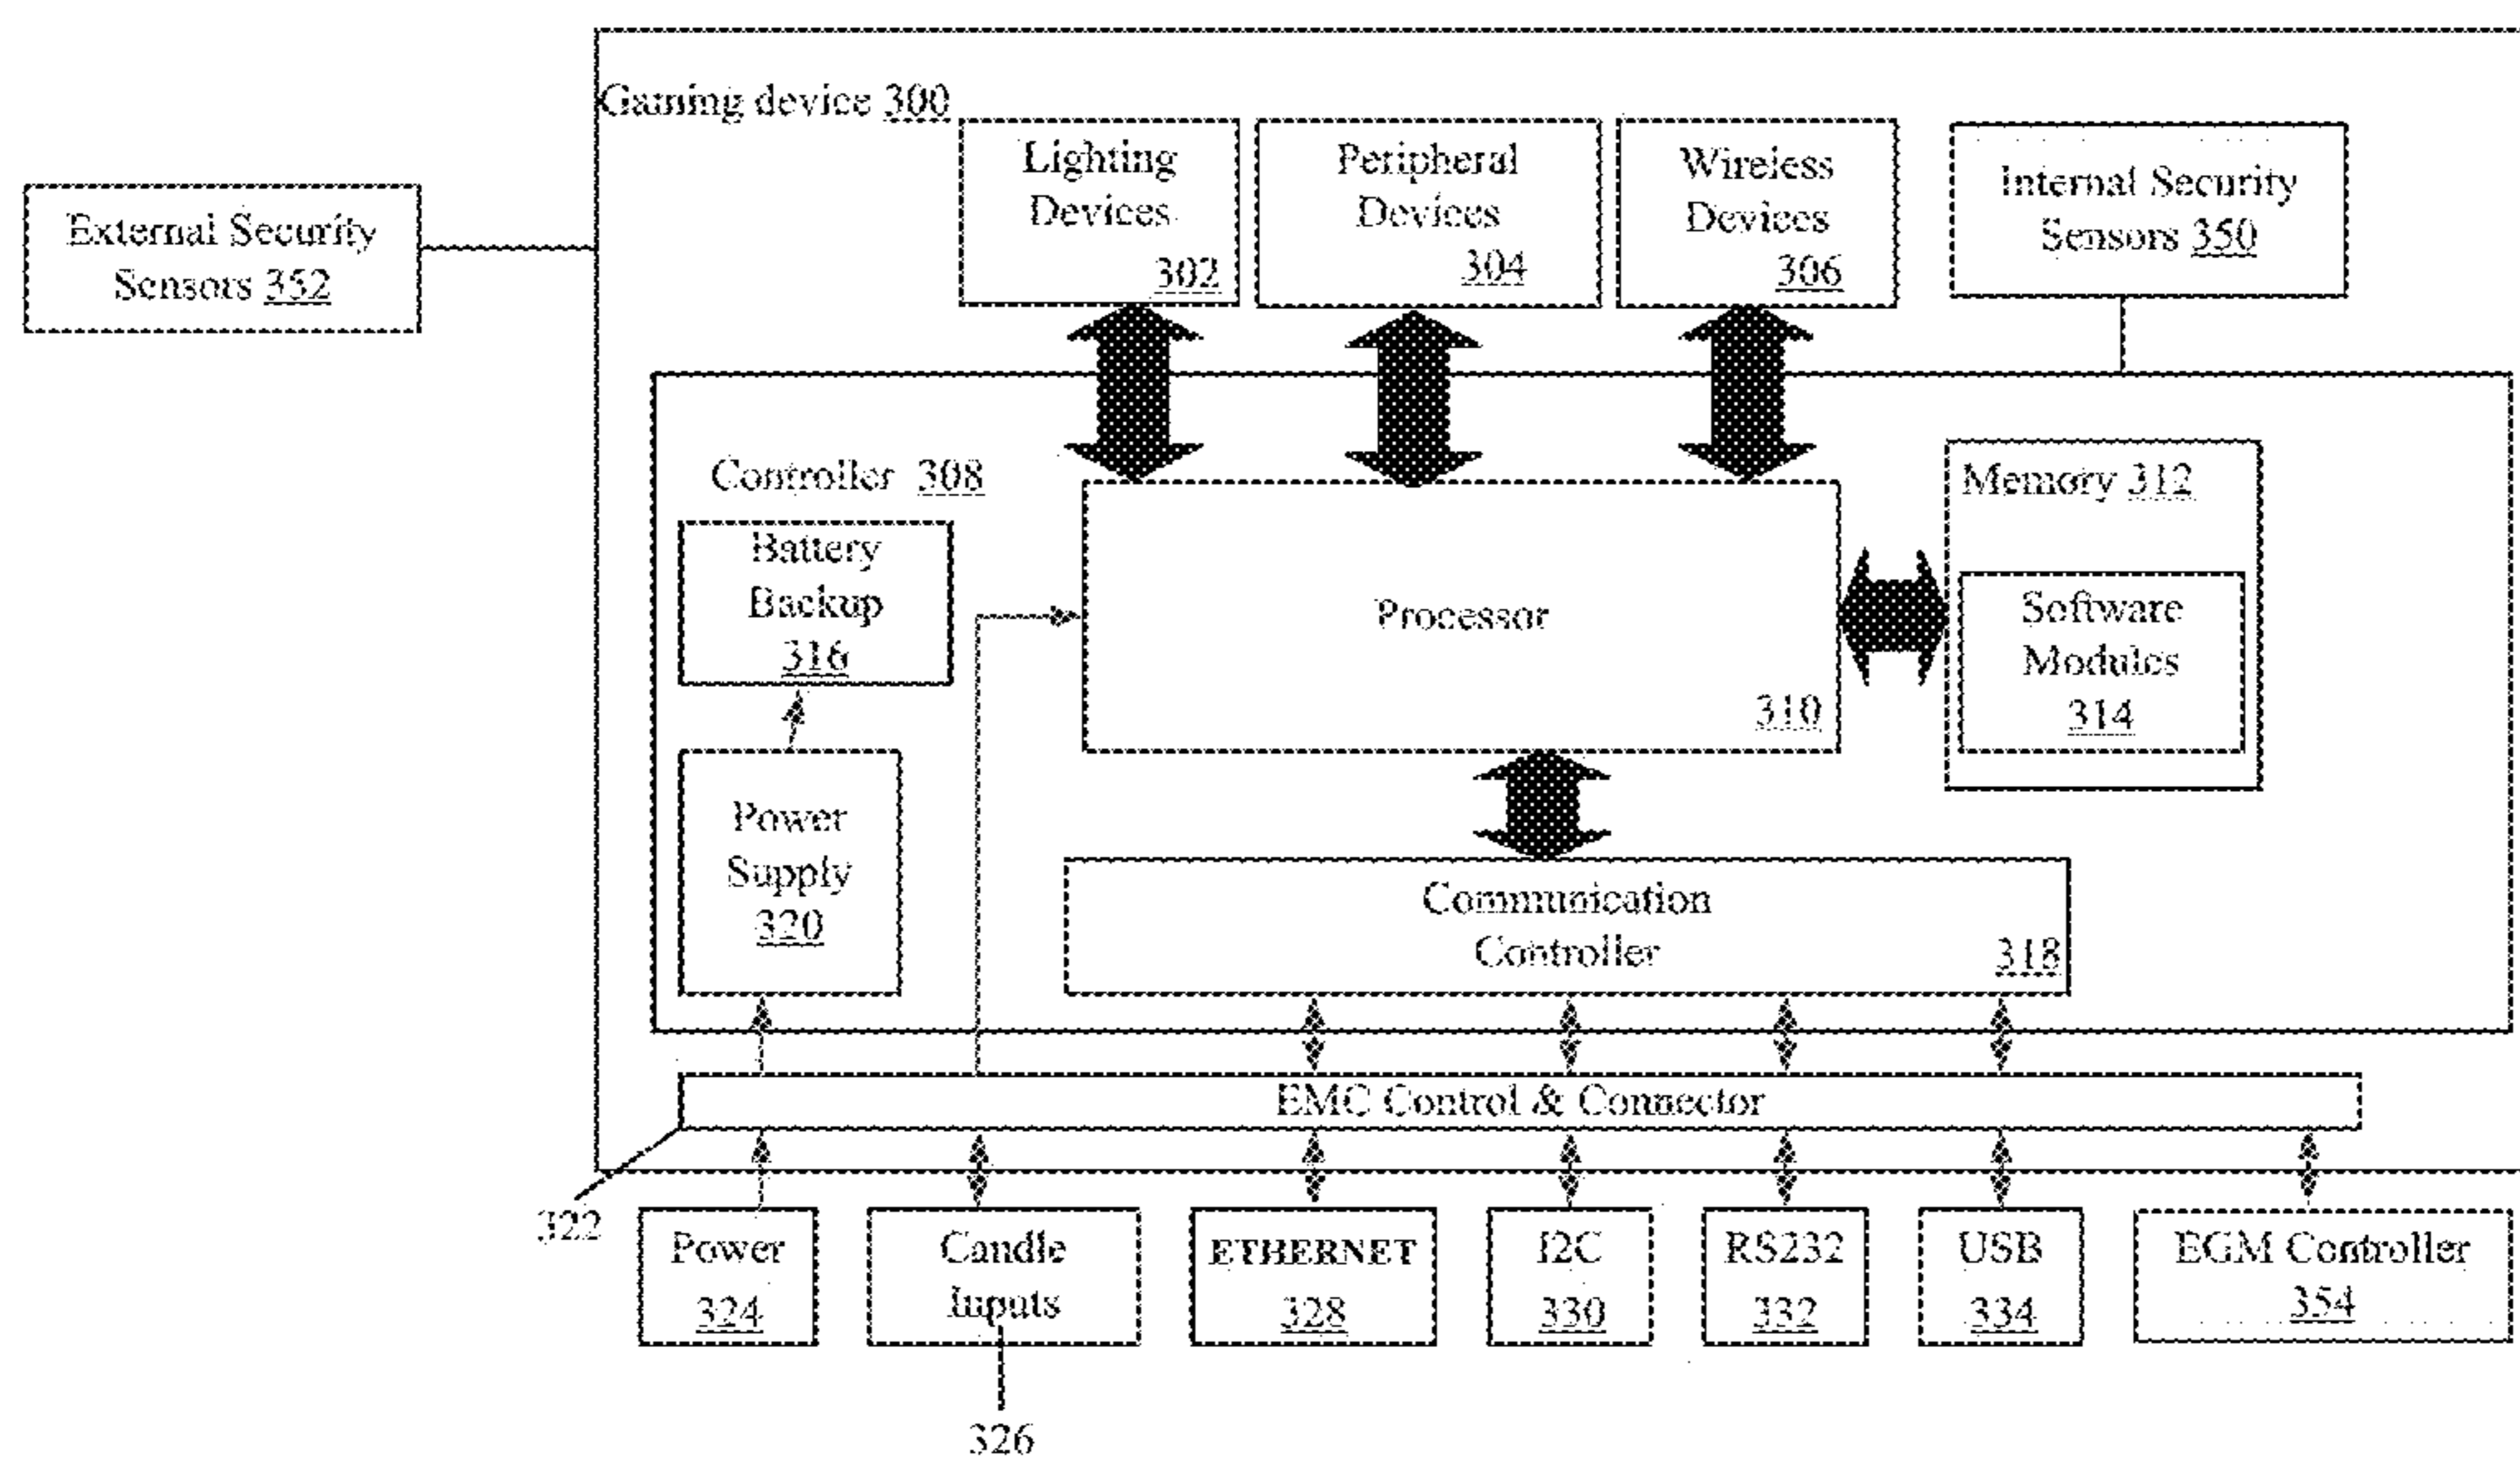 Gaming device 300
External Security
Sensors 352
Lighting
Devices
302
Peripheral
Devices
304
Wireless
Devices
306
Internal Security
Sensors 350
Controller 308
Battery
Backup
316
Processor
310
Memory 312
Software
Modules
314
Power
Supply
320
Communication
Controller
318
EMC Control & Connector
322
Power
324
Candle
Inputs
326
ETHERNET
328
I2C
330
RS232
332
USB
334
EGM Controller
354